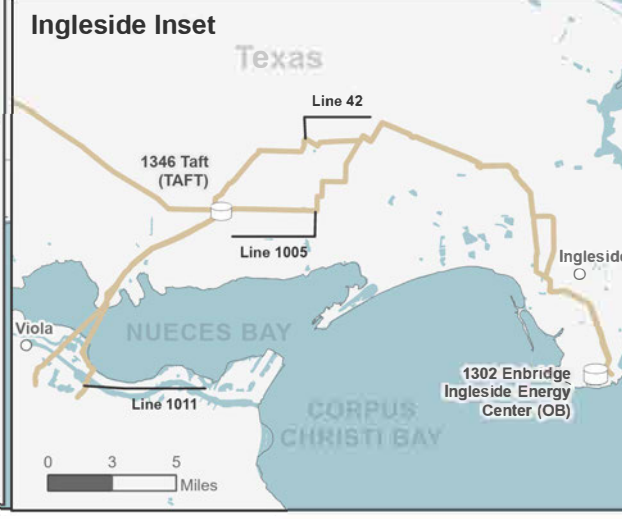 Ingleside Inset
Texas
Line 42
1346 Taft
(TAFT)
Line 1005
Ingleside
Viola
NUECES BAY
1302 Enbridge
Ingleside Energy
Center (OB)
Line 1011
CORPUS
CHRISTI BAY
0 3 5
Miles